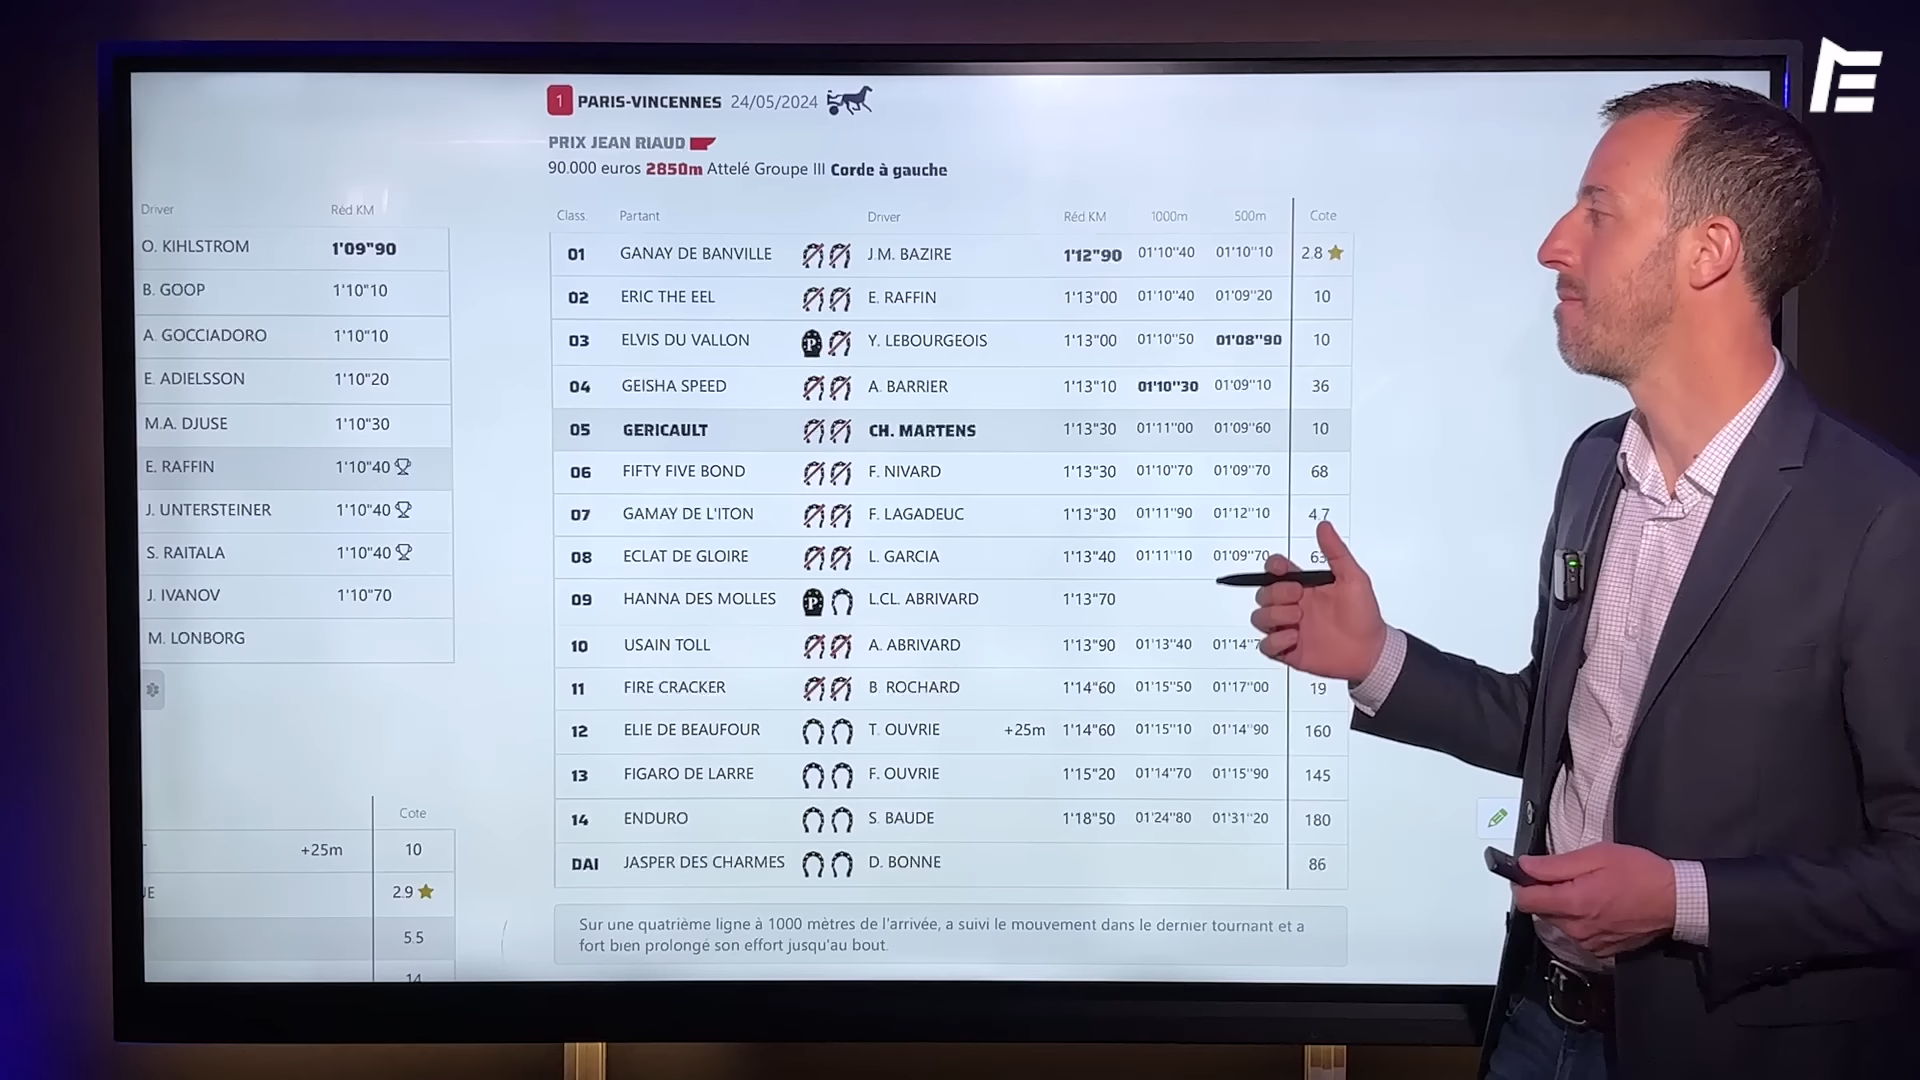 1 PARIS-VINCENNES 24/05/2024
PRIX JEAN RIAUD
90.000 euros 2850m Attelé Groupe III Corde à gauche
Driver Réd KM
O. KIHLSTROM 1'09"90
B. GOOP 1'10"10
A. GOCCIADORO 1'10"10
E. ADIELSSON 1'10"20
M.A. DJUSE 1'10"30
E. RAFFIN 1'10"40
J. UNTERSTEINER 1'10"40
S. RAITALA 1'10"40
J. IVANOV 1'10"70
M. LONBORG
Cote
+25m 10
2.9
5.5
14
Class. Partant Driver Réd KM 1000m 500m Cote
01 GANAY DE BANVILLE J.M. BAZIRE 1'12"90 01'10"40 01'10"10 2.8
02 ERIC THE EEL E. RAFFIN 1'13"00 01'10"40 01'09"20 10
03 ELVIS DU VALLON P Y. LEBOURGEOIS 1'13"00 01'10"50 01'08"90 10
04 GEISHA SPEED A. BARRIER 1'13"10 01'10"30 01'09"10 36
05 GERICAULT CH. MARTENS 1'13"30 01'11"00 01'09"60 10
06 FIFTY FIVE BOND F. NIVARD 1'13"30 01'10"70 01'09"70 68
07 GAMAY DE L'ITON F. LAGADEUC 1'13"30 01'11"90 01'12"10 4.7
08 ECLAT DE GLOIRE L. GARCIA 1'13"40 01'11"10 01'09"70
09 HANNA DES MOLLES P L.CL. ABRIVARD 1'13"70
10 USAIN TOLL A. ABRIVARD 1'13"90 01'13"40
11 FIRE CRACKER B. ROCHARD 1'14"60 01'15"50 01'17"00 19
12 ELIE DE BEAUFOUR T. OUVRIE +25m 1'14"60 01'15"10 01'14"90 160
13 FIGARO DE LARRE F. OUVRIE 1'15"20 01'14"70 01'15"90 145
14 ENDURO S. BAUDE 1'18"50 01'24"80 01'31"20 180
DAI JASPER DES CHARMES D. BONNE 86
Sur une quatrième ligne à 1000 mètres de l'arrivée, a suivi le mouvement dans le dernier tournant et a
fort bien prolongé son effort jusqu'au bout.